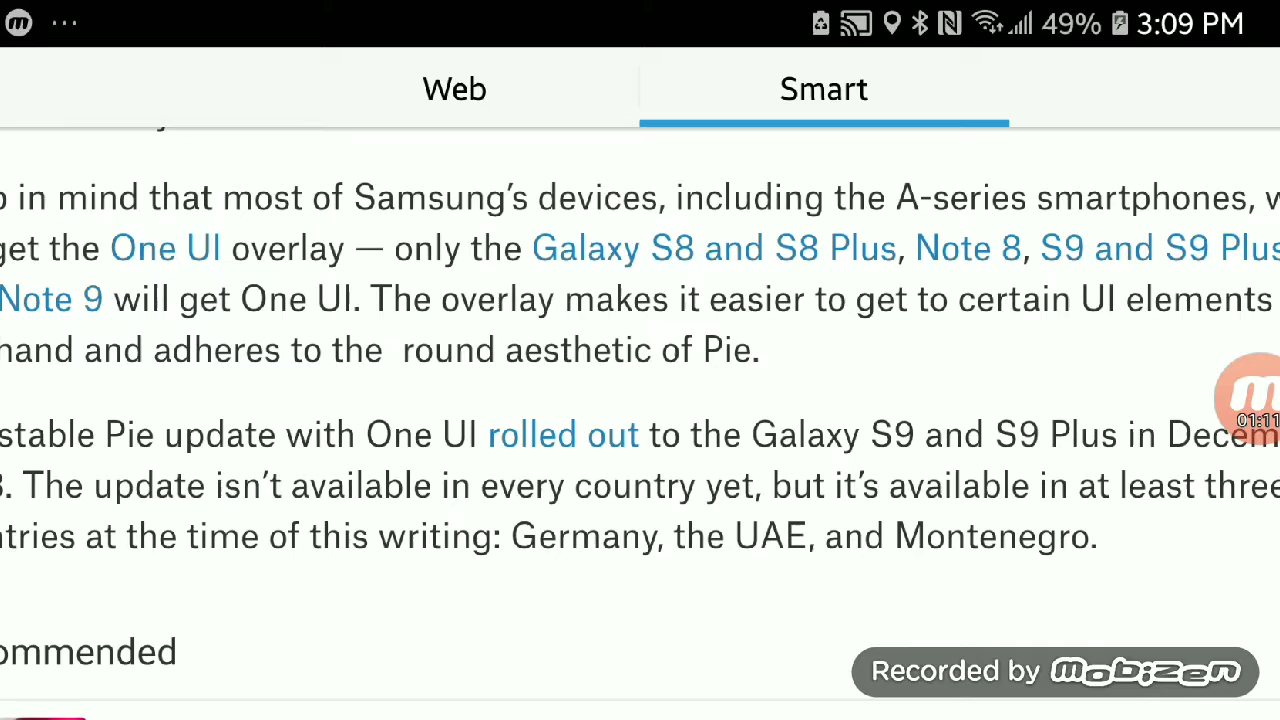 49% 3:09 PM
Web Smart
in mind that most of Samsung's devices, including the A-series smartphones,
get the One UI overlay — only the Galaxy S8 and S8 Plus, Note 8, S9 and S9 Plus
Note 9 will get One UI. The overlay makes it easier to get to certain UI elements
hand and adheres to the round aesthetic of Pie.
01:11
stable Pie update with One UI rolled out to the Galaxy S9 and S9 Plus in Decem
. The update isn't available in every country yet, but it's available in at least three
ntries at the time of this writing: Germany, the UAE, and Montenegro.
ommended
Recorded by mobizen